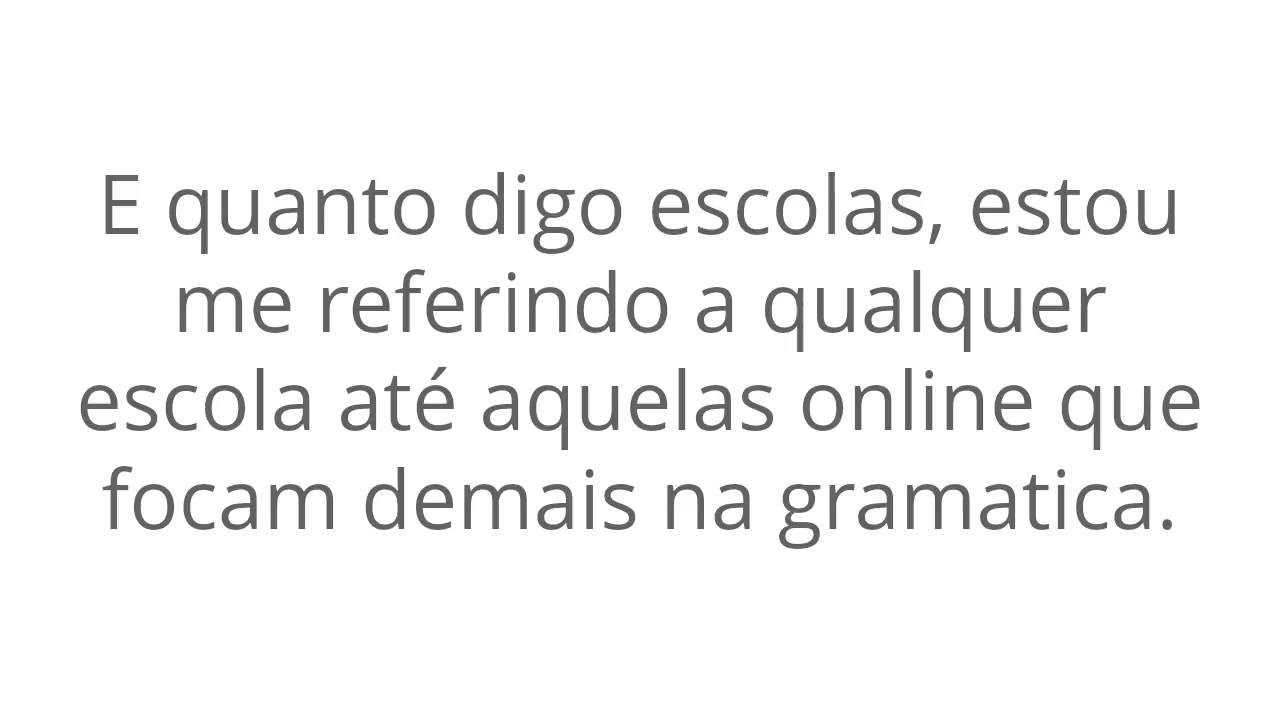 E quanto digo escolas, estou
me referindo a qualquer
escola até aquelas online que
focam demais na gramatica.